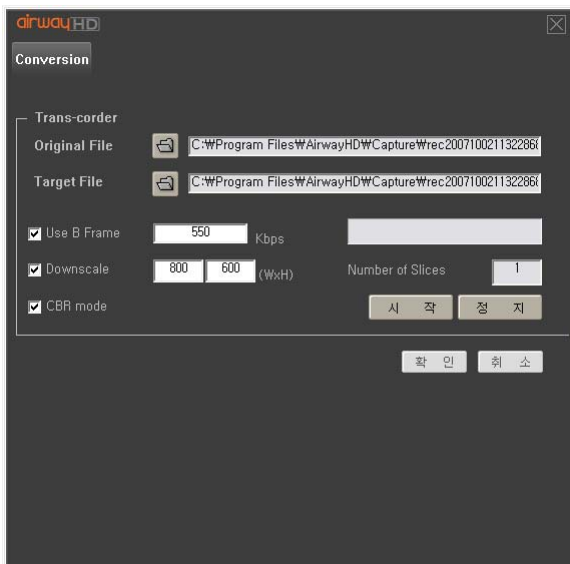 airwayHD
Conversion
Trans-corder
Original File C:₩Program Files₩AirwayHD₩Capture₩rec2007100211322866
Target File C:₩Program Files₩AirwayHD₩Capture₩rec2007100211322866
Use B Frame 550 Kbps
Downscale 800 600 (WxH) Number of Slices 1
CBR mode 시 작 정 지
확 인 취 소